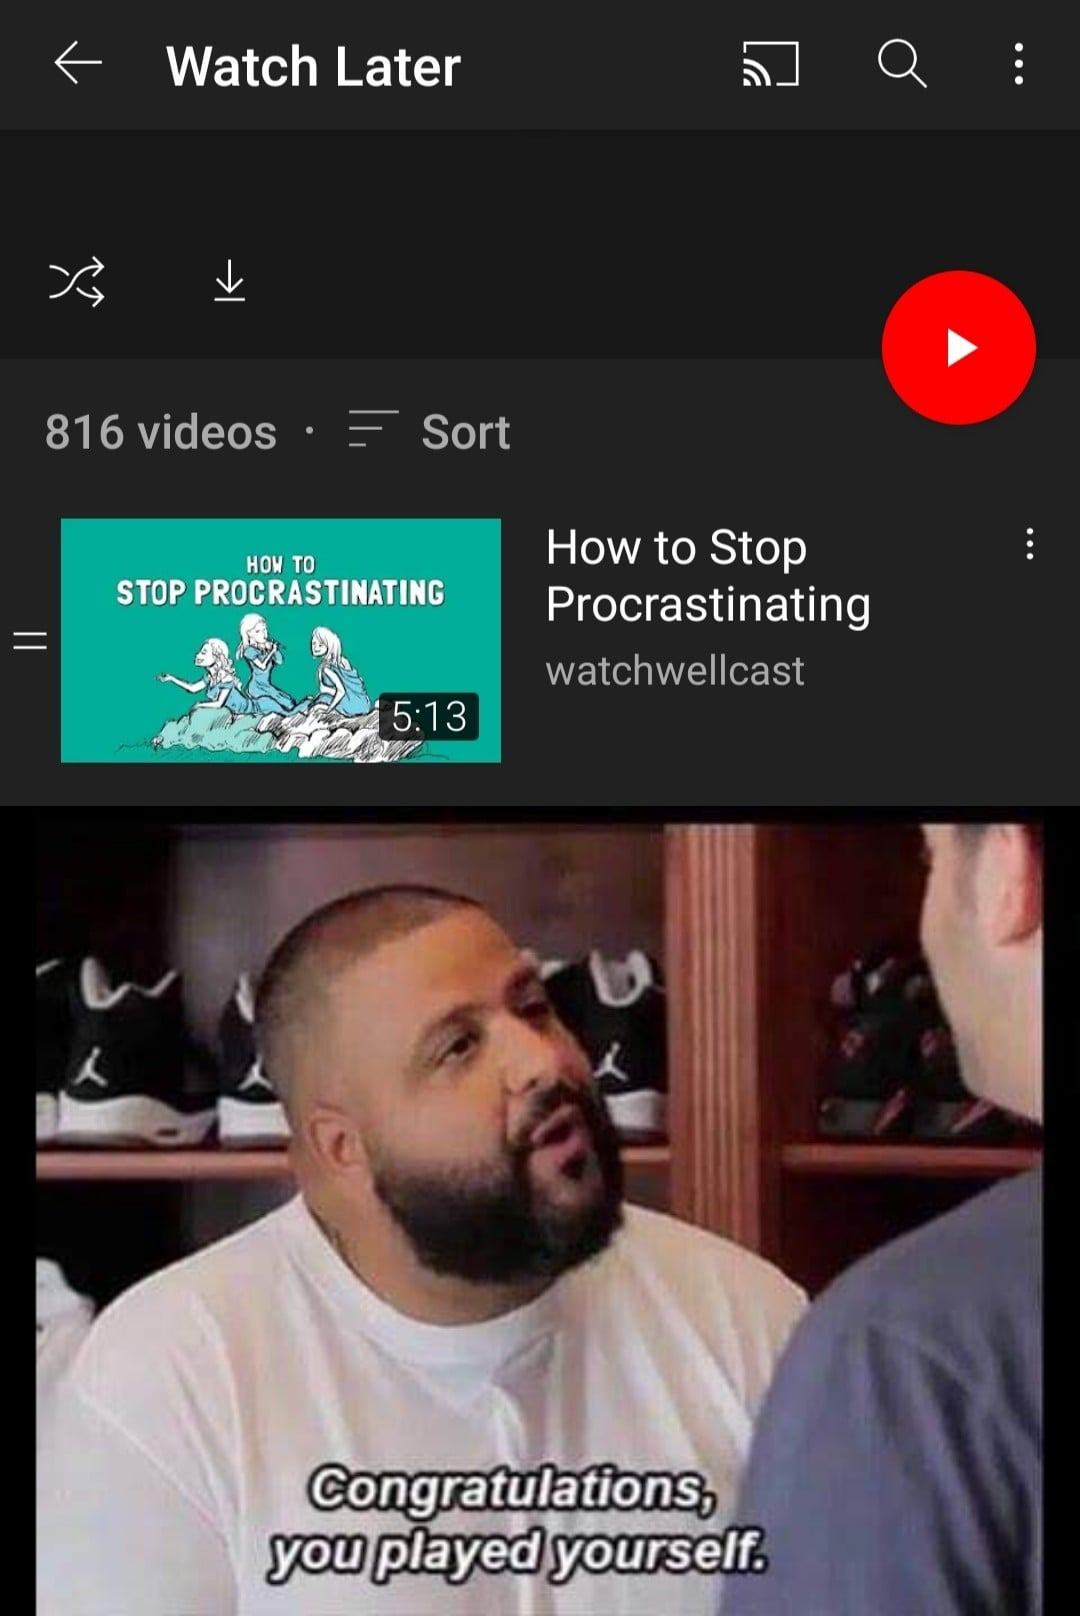 Watch Later
816 videos · Sort
HOW TO
STOP PROCRASTINATING
5:13
How to Stop
Procrastinating
watchwellcast
Congratulations,
you played yourself.